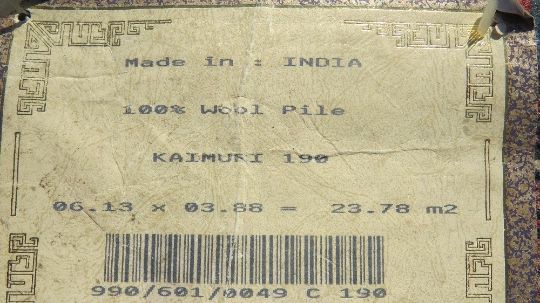 Made in : INDIA
100% Wool Pile
KAIMURI 190
06.13 x 03.88 = 23.78 m2
990/601/0049 C 190